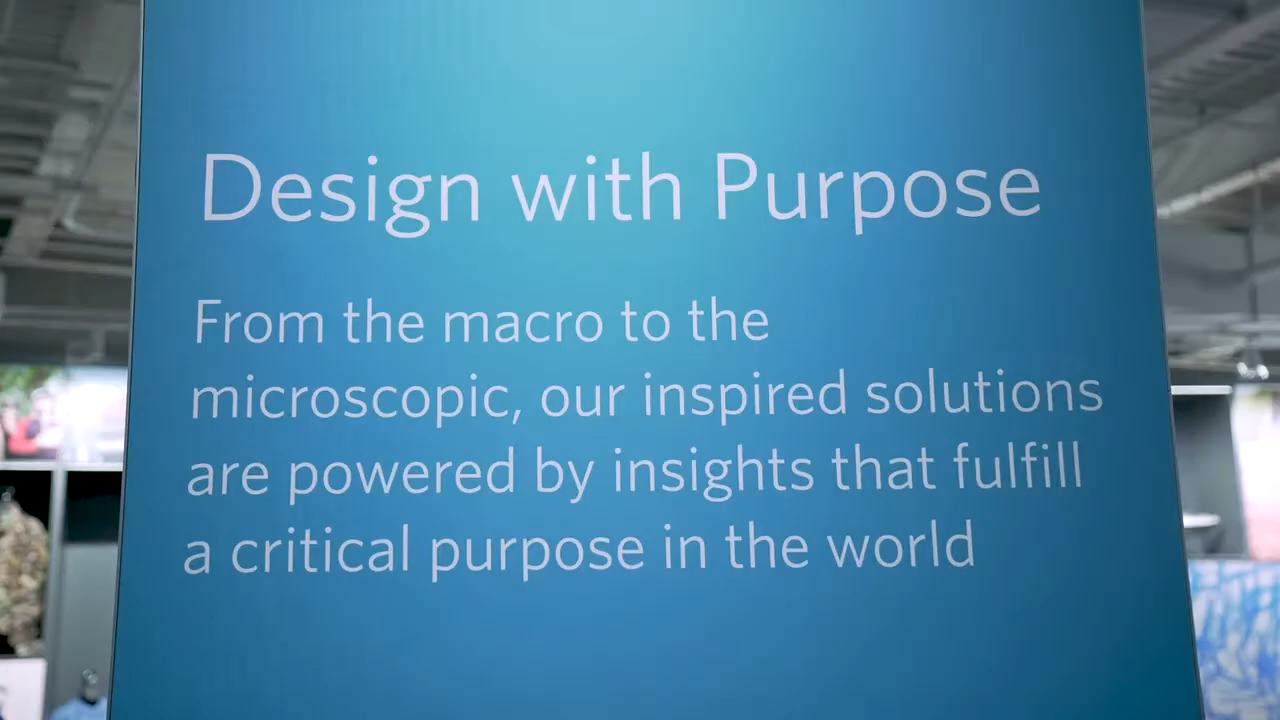 Design with Purpose
From the macro to the
microscopic, our inspired solutions
are powered by insights that fulfill
a critical purpose in the world